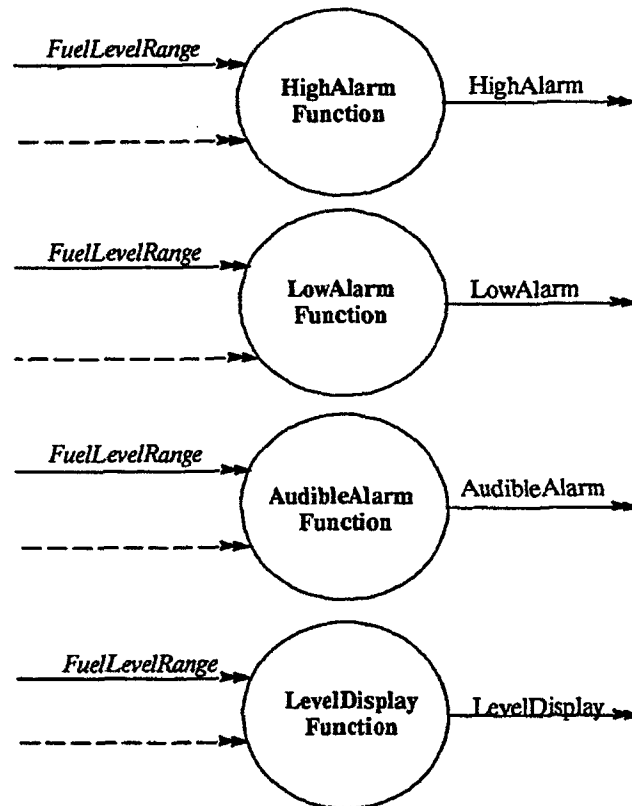 FuelLevelRange
HighAlarm
Function
HighAlarm
FuelLevelRange
LowAlarm
Function
LowAlarm
FuelLevelRange
AudibleAlarm
Function
AudibleAlarm
FuelLevelRange
LevelDisplay
Function
LevelDisplay